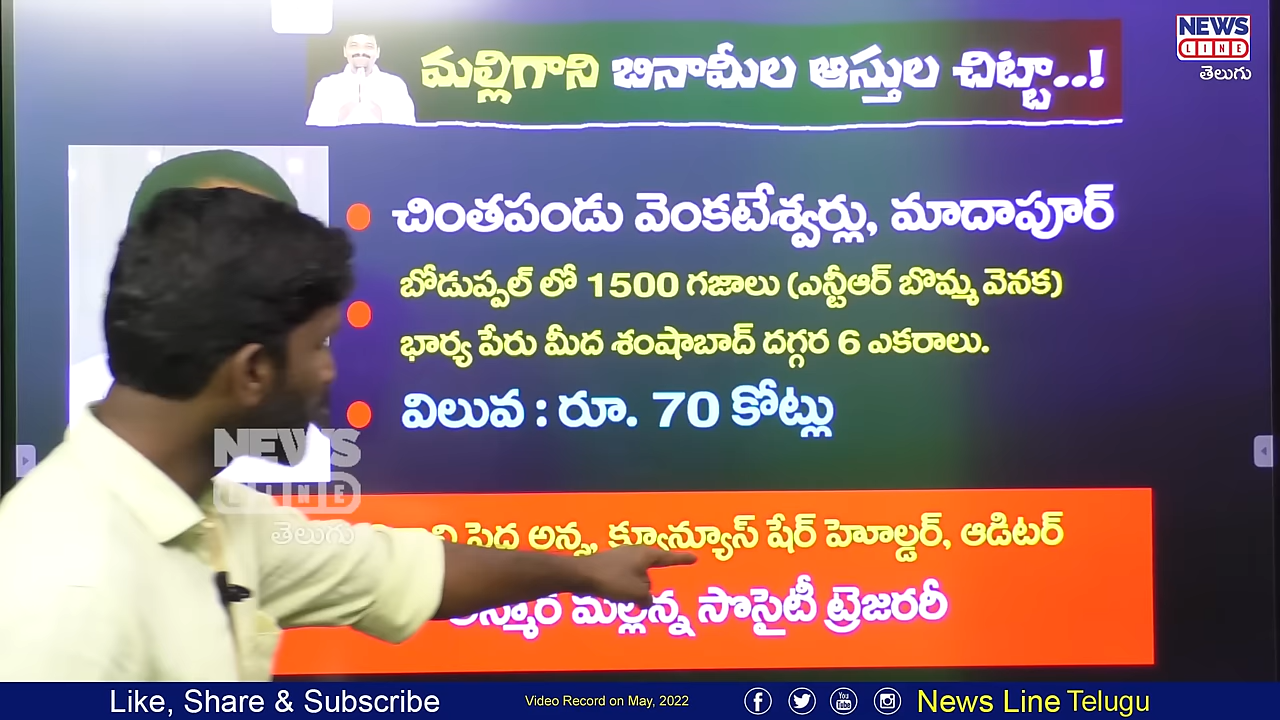 NEWS
LINE
తెలుగు
మల్లిగాని బినామీల ఆస్తుల చిట్టా..!
చింతపండు వెంకటేశ్వర్లు, మాదాపూర్
బోడుప్పల్ లో 1500 గజాలు (ఎన్టీఆర్ బొమ్మ వెనక)
భార్య పేరు మీద శంషాబాద్ దగ్గర 6 ఎకరాలు.
విలువ : రూ. 70 కోట్లు
NEWS
LINE
తెలుగు
పెద్ద అన్న, క్యూన్యూస్ షేర్ హెూల్డర్, ఆడిటర్
మల్లన్న సొసైటీ ట్రెజరరీ
Like, Share & Subscribe
Video Record on May, 2022
News Line Telugu